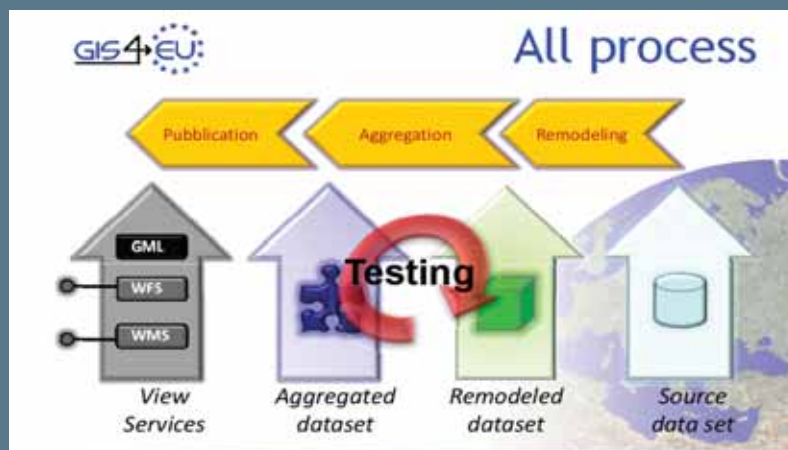 GIS4EU
All process
Pubblication
Aggregation
Remodeling
GML
WFS
WMS
Testing
View
Services
Aggregated
dataset
Remodeled
dataset
Source
data set